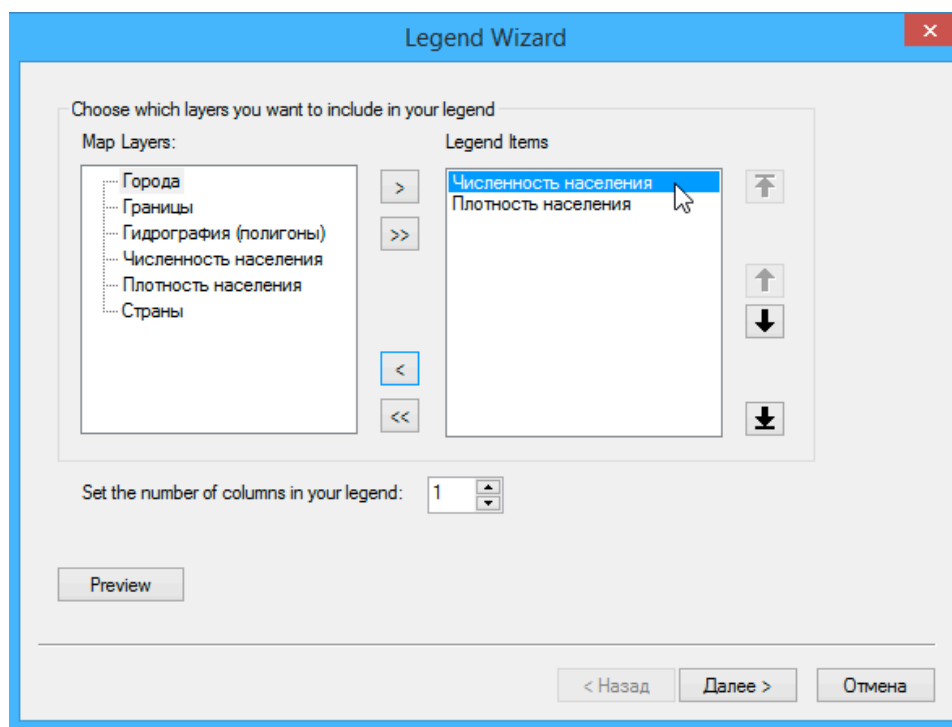 Legend Wizard
×
Choose which layers you want to include in your legend
Map Layers:
Legend Items
Города
Границы
Гидрография (полигоны)
Численность населения
Плотность населения
Страны
>
>>
<
<<
Численность населения
Плотность населения
Set the number of columns in your legend:
1
Preview
< Назад
Далее >
Отмена